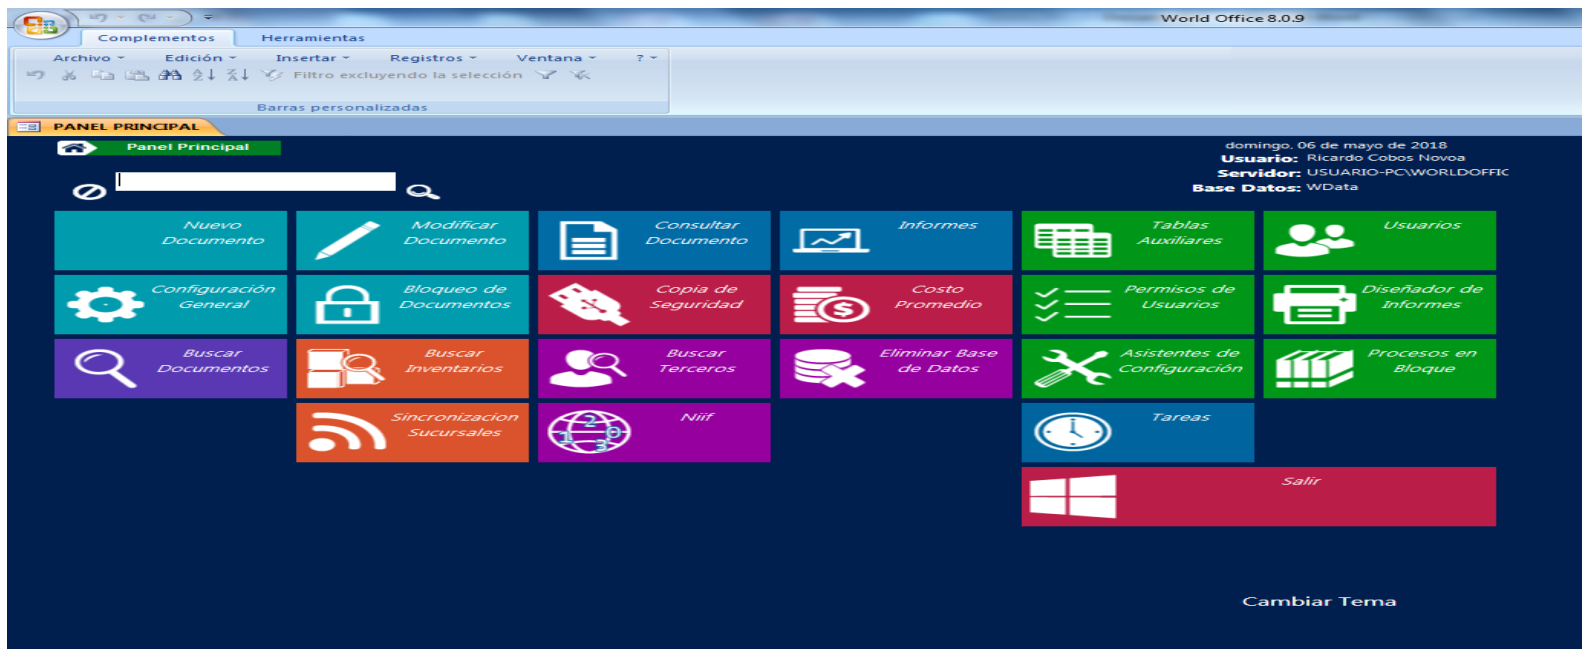 World Office 8.0.9
Complementos Herramientas
Archivo Edición Insertar Registros Ventana ?
Filtro excluyendo la selección
Barras personalizadas
PANEL PRINCIPAL
Panel Principal
domingo, 06 de mayo de 2018
Usuario: Ricardo Cobos Novoa
Servidor: USUARIO-PC\WORLDOFFIC
Base Datos: WData
Nuevo Documento
Modificar Documento
Consultar Documento
Informes
Tablas Auxiliares
Usuarios
Configuración General
Bloqueo de Documentos
Copia de Seguridad
Costo Promedio
Permisos de Usuarios
Diseñador de Informes
Buscar Documentos
Buscar Inventarios
Buscar Terceros
Eliminar Base de Datos
Asistentes de Configuración
Procesos en Bloque
Sincronizacion Sucursales
Niif
Tareas
Salir
Cambiar Tema